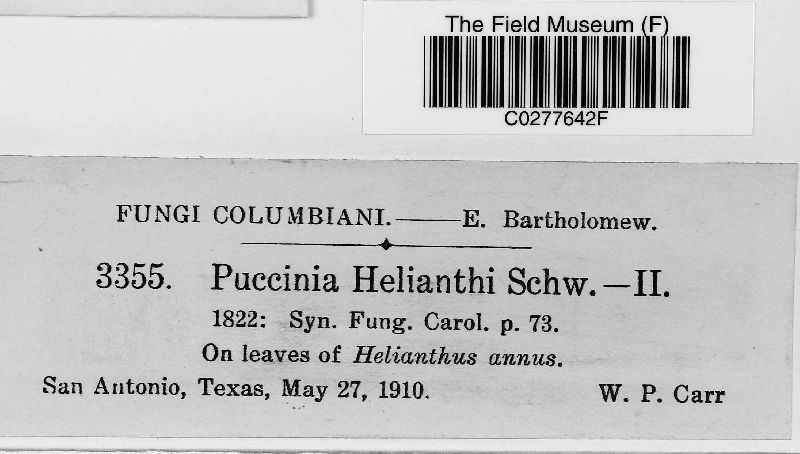 The Field Museum (F)
C0277642F
FUNGI COLUMBIANI.——E. Bartholomew.
3355. Puccinia Helianthi Schw.—II.
1822: Syn. Fung. Carol. p. 73.
On leaves of Helianthus annus.
San Antonio, Texas, May 27, 1910. W. P. Carr